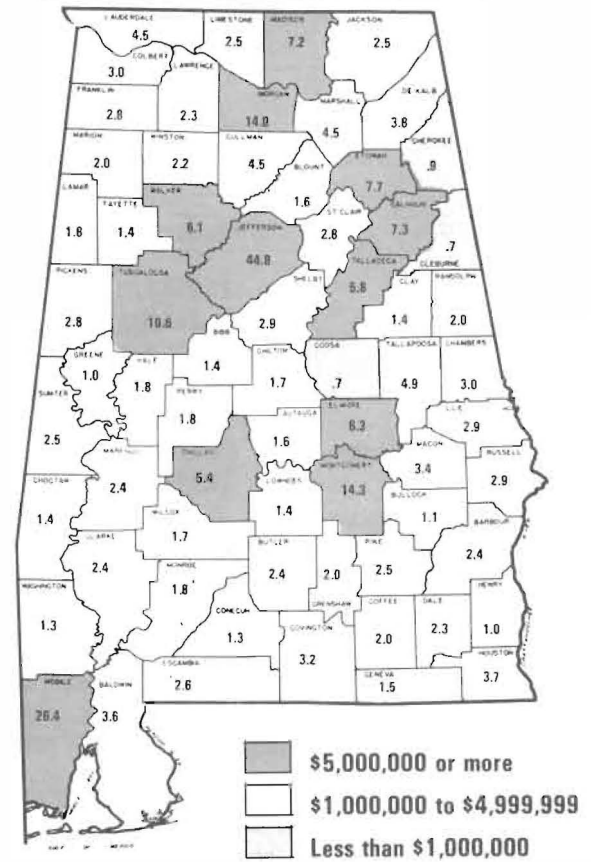 LAUDERDALE LIMESTONE MADISON JACKSON
4.5 2.5 7.2 2.5
COLBERT
3.0 LAWRENCE
FRANKLIN MORGAN MARSHALL DE KALB
2.8 2.3 14.0 4.5 3.8
MARION WINSTON CULLMAN CHEROKEE
2.0 2.2 4.5 .9
BLOUNT ETOWAH
7.7
LAMAR FAYETTE WALKER 1.6 ST CLAIR CALHOUN
1.6 1.4 6.1 JEFFERSON 2.8 7.3
44.8 .7
PICKENS TUSCALOOSA SHELBY TALLADEGA CLAY CLEBURNE RANDOLPH
5.8
2.8 10.6 2.9 1.4 2.0
BIBB
GREENE HALE 1.4 CHILTON COOSA TALLAPOOSA CHAMBERS
1.0 1.8 1.7 .7 4.9 3.0
SUMTER PERRY
1.8 AUTAUGA ELMORE LEE
2.5 1.6 6.3 2.9
MARENGO DALLAS MACON RUSSELL
2.4 5.4 MONTGOMERY 3.4 2.9
CHOCTAW LOWNDES 14.3 BULLOCK
1.4 WILCOX 1.4 1.1 BARBOUR
1.7
CLARKE BUTLER PIKE
2.4 MONROE 2.4 2.0 2.5 2.4
WASHINGTON 1.8 CRENSHAW COFFEE DALE HENRY
1.3 CONECUH COVINGTON 2.0 2.3 1.0
1.3 3.2 HOUSTON
ESCAMBIA GENEVA 3.7
MOBILE BALDWIN 2.6 1.5
26.4 3.6
GULF OF MEXICO
$5,000,000 or more
$1,000,000 to $4,999,999
Less than $1,000,000